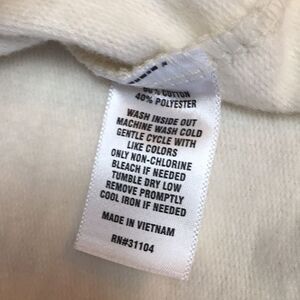 60% COTTON
40% POLYESTER
WASH INSIDE OUT
MACHINE WASH COLD
GENTLE CYCLE WITH
LIKE COLORS
ONLY NON-CHLORINE
BLEACH IF NEEDED
TUMBLE DRY LOW
REMOVE PROMPTLY
COOL IRON IF NEEDED
MADE IN VIETNAM
RN#31104